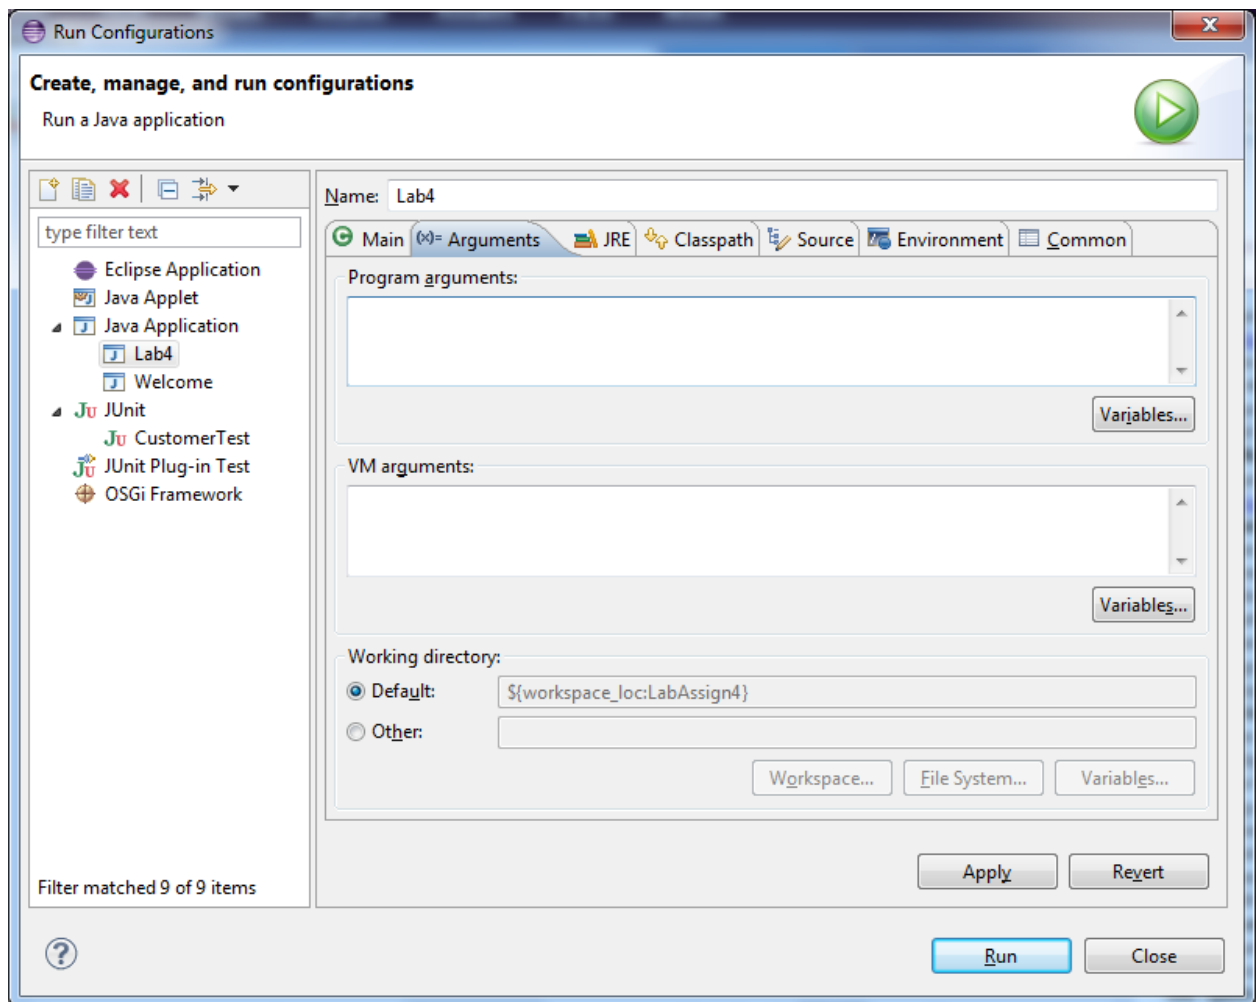 Run Configurations
X
Create, manage, and run configurations
Run a Java application
type filter text
Eclipse Application
Java Applet
Java Application
Lab4
Welcome
JUnit
CustomerTest
JUnit Plug-in Test
OSGi Framework
Filter matched 9 of 9 items
Name: Lab4
Main (x)= Arguments JRE Classpath Source Environment Common
Program arguments:
Variables...
VM arguments:
Variables...
Working directory:
Default: ${workspace_loc:LabAssign4}
Other:
Workspace... File System... Variables...
Apply Revert
? Run Close